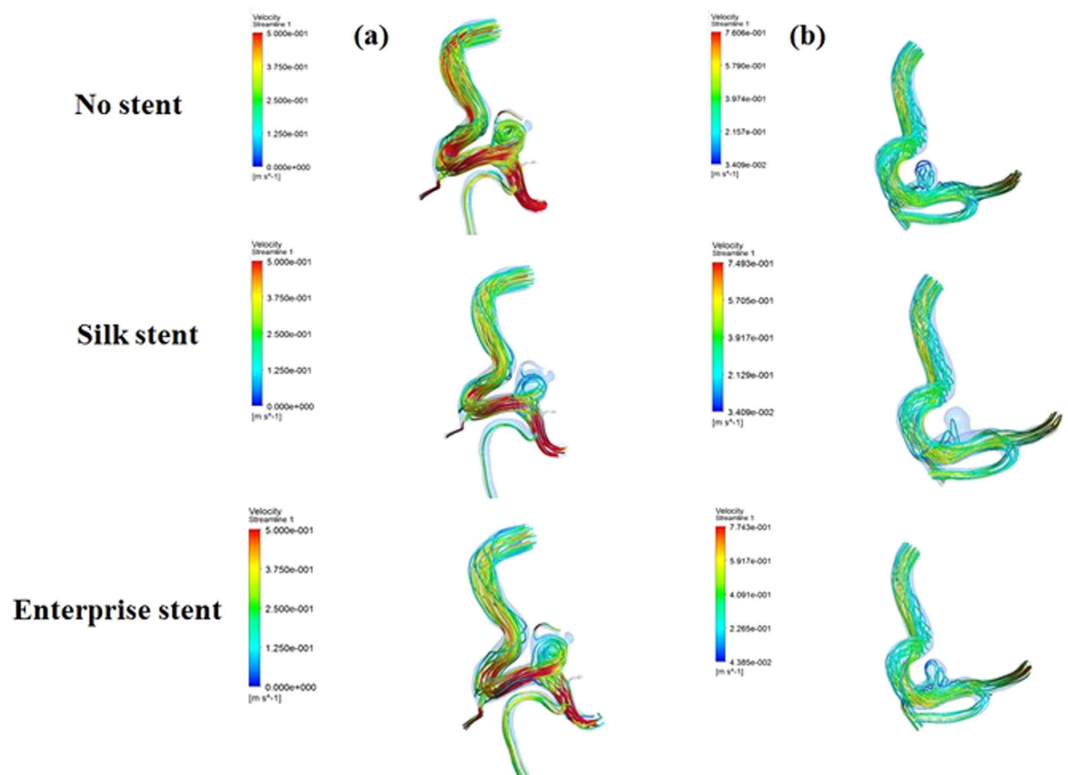 (a)
(b)
No stent
Velocity
Streamline 1
5.000e-001
3.750e-001
2.500e-001
1.250e-001
0.000e+000
[m s^-1]
Velocity
Streamline 1
7.606e-001
5.790e-001
3.974e-001
2.157e-001
3.409e-002
[m s^-1]
Silk stent
Velocity
Streamline 1
5.000e-001
3.750e-001
2.500e-001
1.250e-001
0.000e+000
[m s^-1]
Velocity
Streamline 1
7.493e-001
5.705e-001
3.917e-001
2.129e-001
3.409e-002
[m s^-1]
Enterprise stent
Velocity
Streamline 1
5.000e-001
3.750e-001
2.500e-001
1.250e-001
0.000e+000
[m s^-1]
Velocity
Streamline 1
7.743e-001
5.917e-001
4.091e-001
2.265e-001
4.385e-002
[m s^-1]